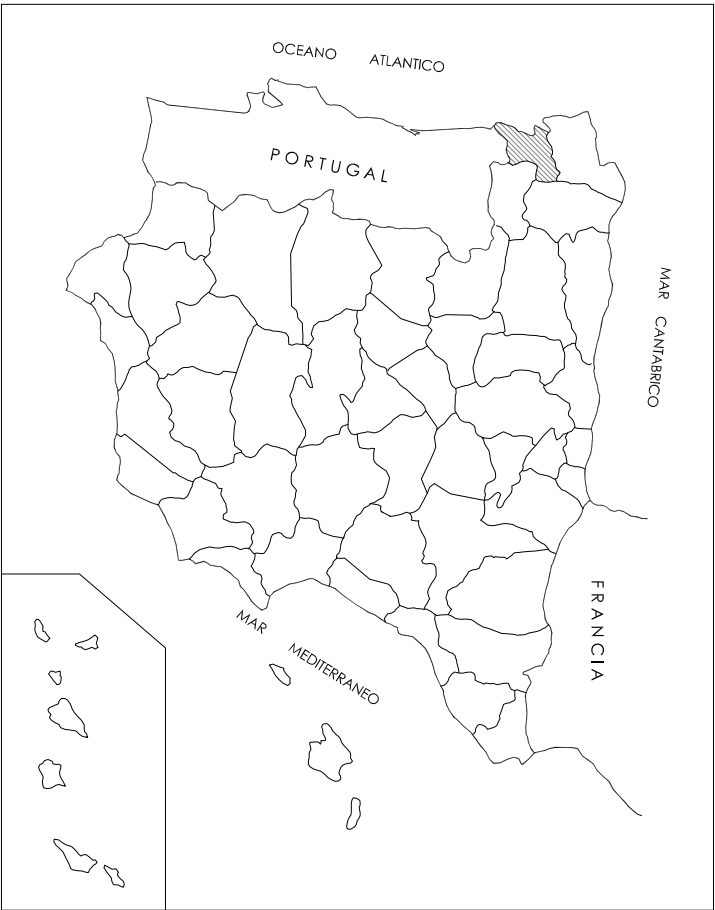 OCEANO ATLANTICO
PORTUGAL
MAR CANTABRICO
FRANCIA
MAR MEDITERRANEO